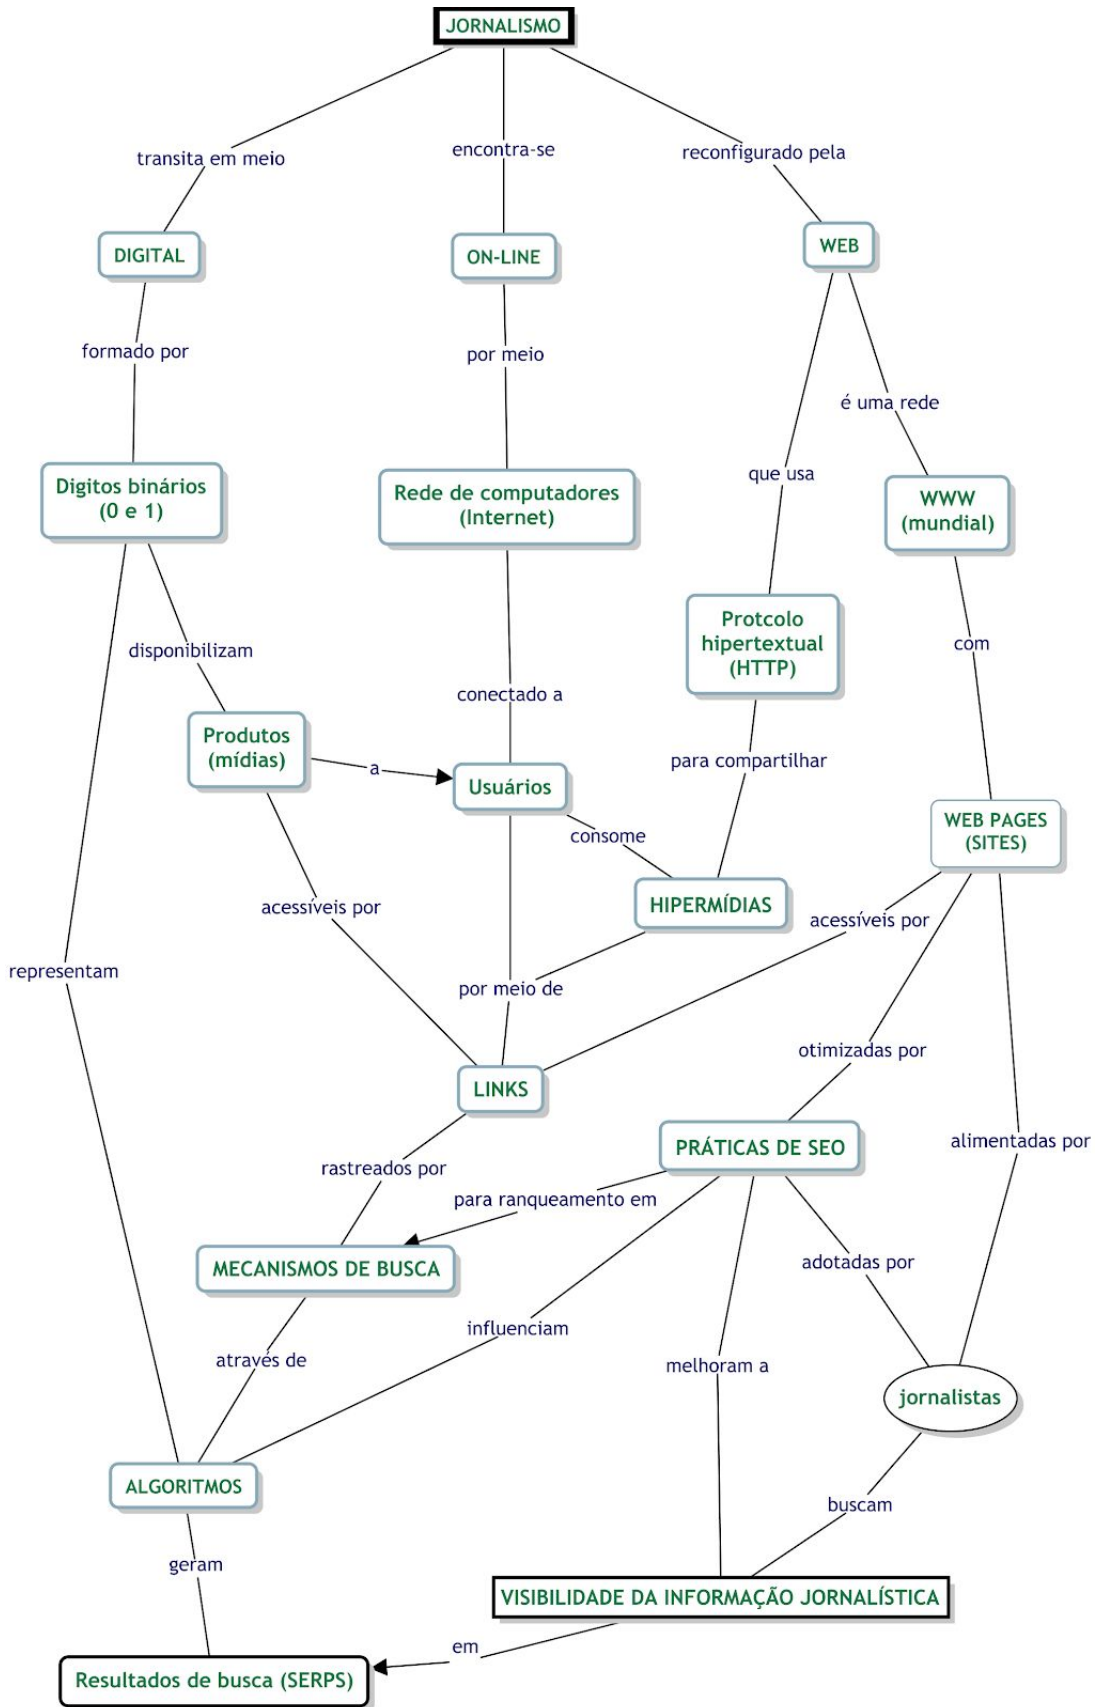 JORNALISMO
transita em meio
encontra-se
reconfigurado pela
DIGITAL
ON-LINE
WEB
formado por
por meio
é uma rede
que usa
Digitos binários
(0 e 1)
Rede de computadores
(Internet)
WWW
(mundial)
Protcolo
hipertextual
(HTTP)
disponibilizam
com
conectado a
Produtos
(mídias)
a
Usuários
para compartilhar
consome
WEB PAGES
(SITES)
HIPERMÍDIAS
acessíveis por
acessíveis por
representam
por meio de
otimizadas por
LINKS
PRÁTICAS DE SEO
alimentadas por
rastreados por
para ranqueamento em
MECANISMOS DE BUSCA
adotadas por
influenciam
através de
melhoram a
jornalistas
ALGORITMOS
buscam
geram
VISIBILIDADE DA INFORMAÇÃO JORNALÍSTICA
em
Resultados de busca (SERPS)